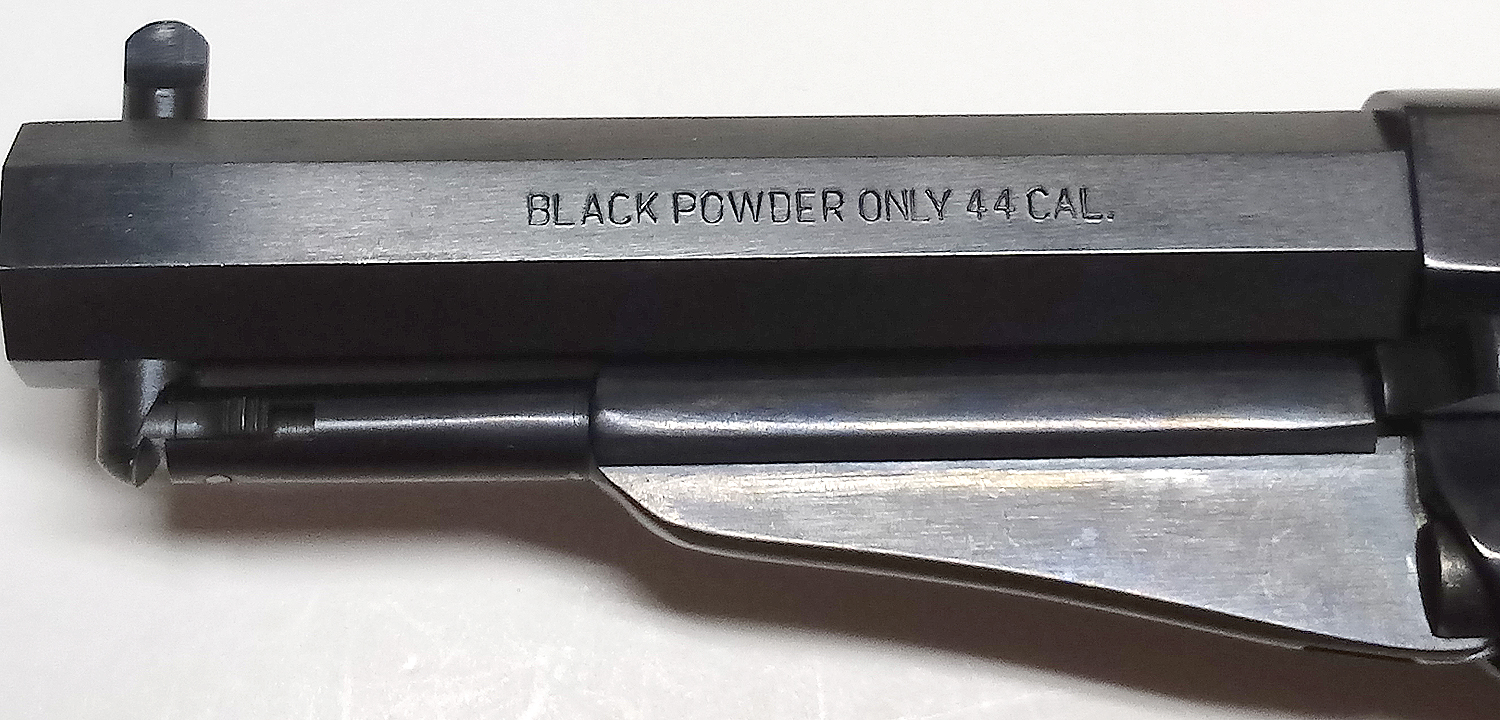 BLACK POWDER ONLY 44 CAL.